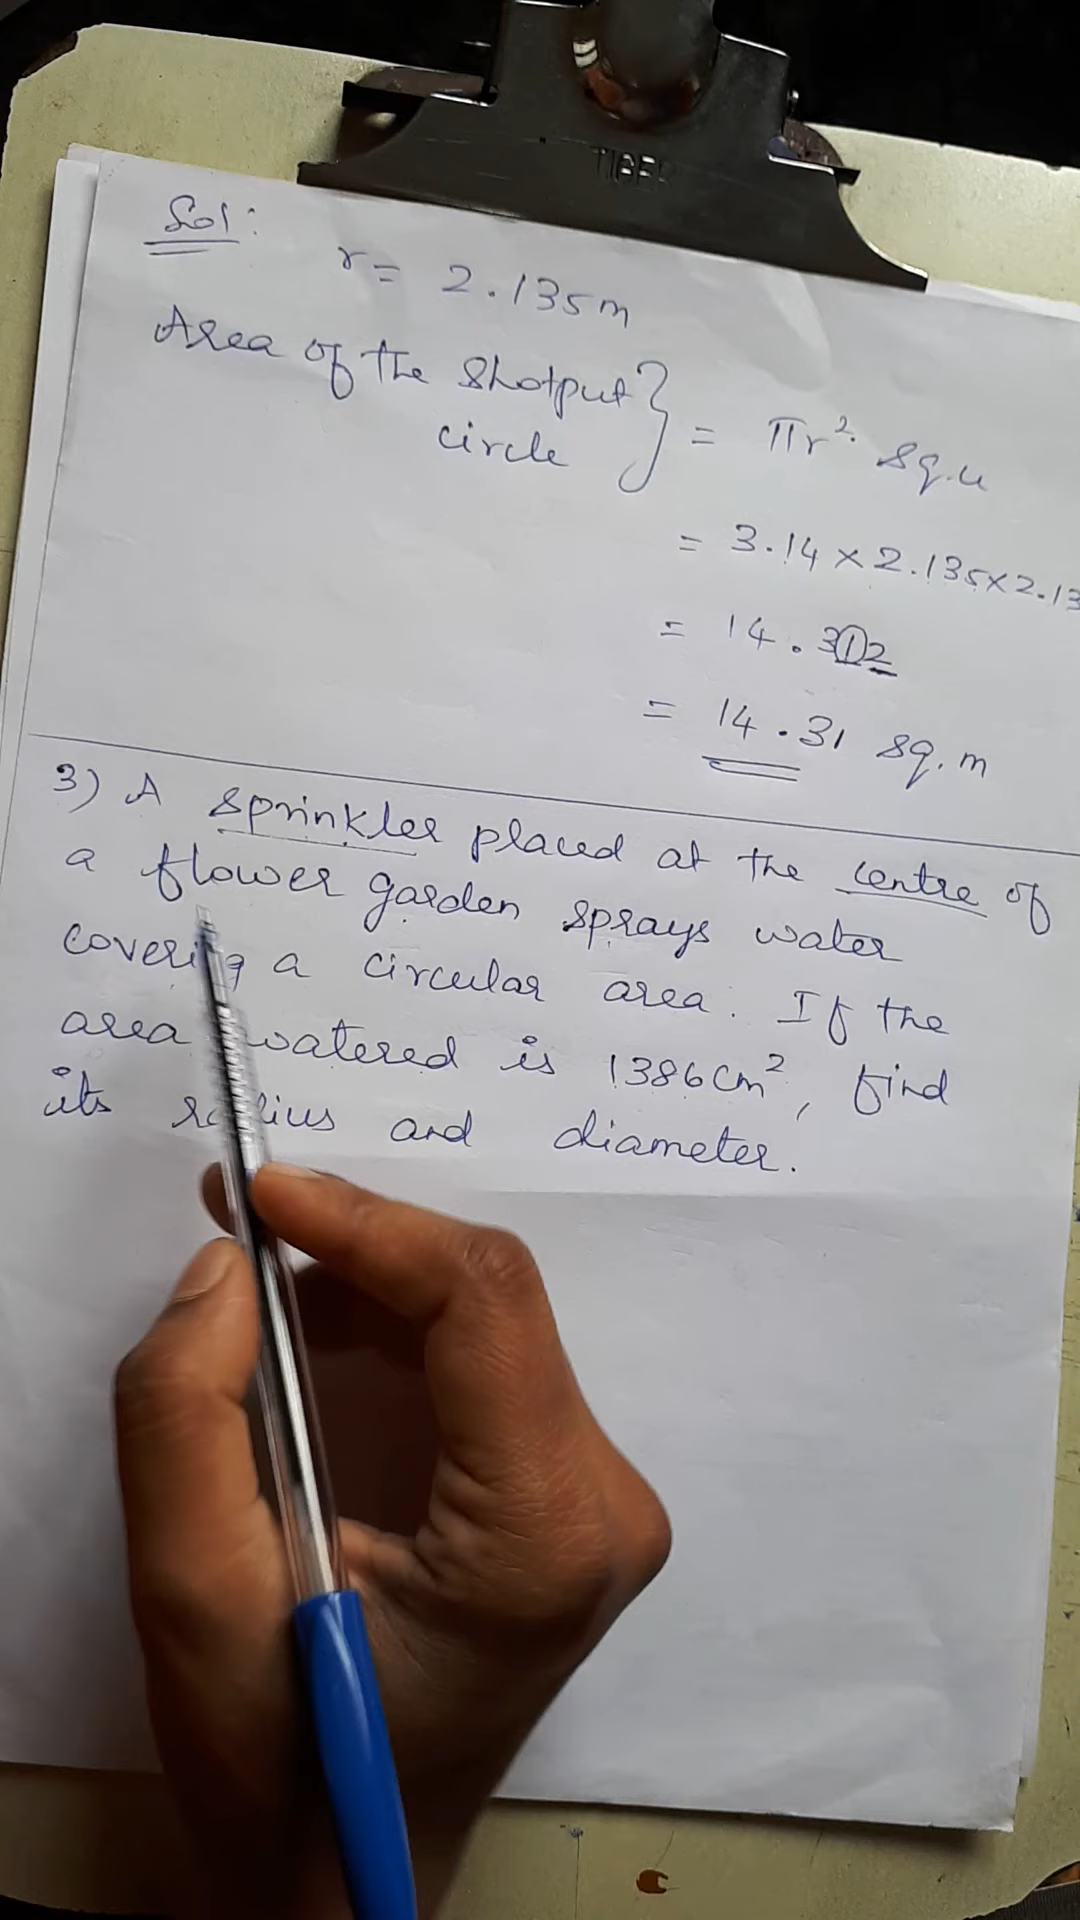 TIGER
Sol:
r = 2.135m
Area of the Shotput
circle } = πr² sq.u
= 3.14 × 2.135 × 2.13
= 14.312
= 14.31 sq.m
3) A sprinkler placed at the centre of
a flower garden sprays water
covering a circular area. If the
area watered is 1386cm², find
its radius and diameter.